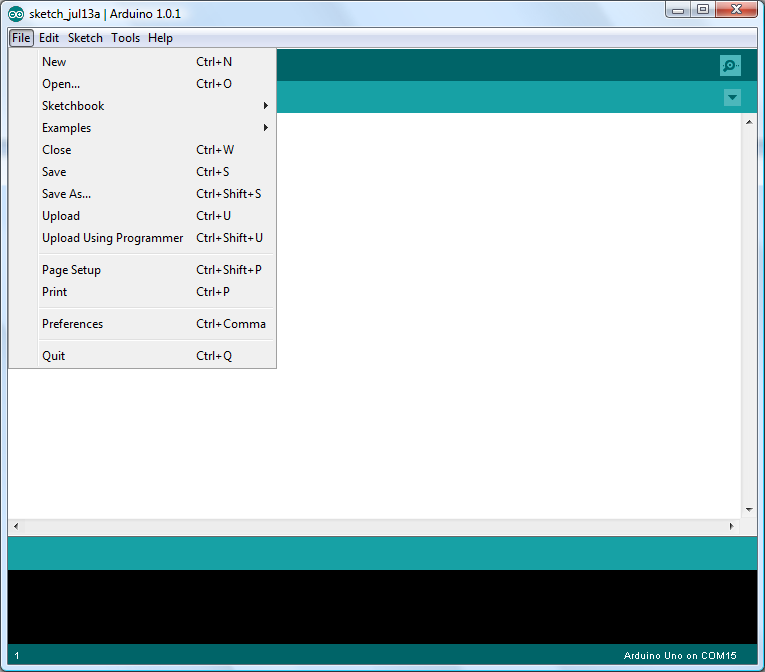 sketch_jul13a | Arduino 1.0.1
File Edit Sketch Tools Help
New Ctrl+N
Open... Ctrl+O
Sketchbook
Examples
Close Ctrl+W
Save Ctrl+S
Save As... Ctrl+Shift+S
Upload Ctrl+U
Upload Using Programmer Ctrl+Shift+U
Page Setup Ctrl+Shift+P
Print Ctrl+P
Preferences Ctrl+Comma
Quit Ctrl+Q
1 Arduino Uno on COM15